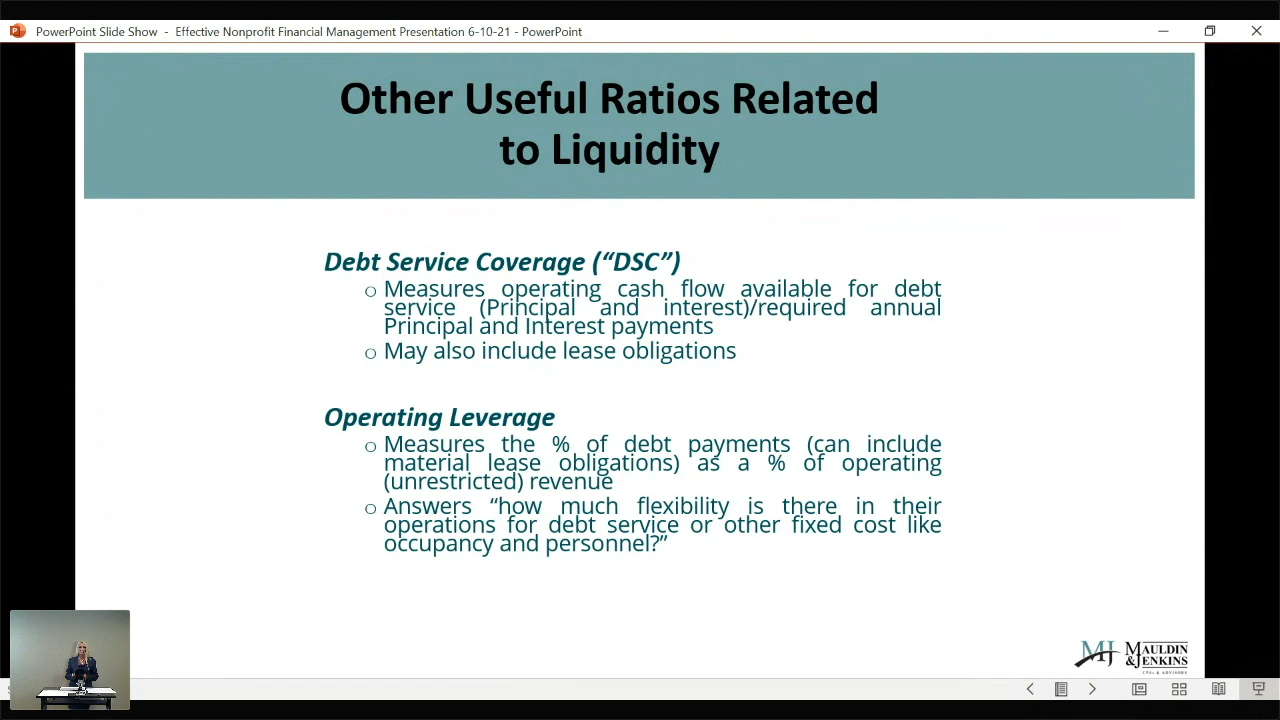 PowerPoint Slide Show - Effective Nonprofit Financial Management Presentation 6-10-21 - PowerPoint
Other Useful Ratios Related
to Liquidity
Debt Service Coverage (“DSC”)
Measures operating cash flow available for debt
service (Principal and interest)/required annual
Principal and Interest payments
May also include lease obligations
Operating Leverage
Measures the % of debt payments (can include
material lease obligations) as a % of operating
(unrestricted) revenue
Answers “how much flexibility is there in their
operations for debt service or other fixed cost like
occupancy and personnel?”
MJ MAULDIN
& JENKINS
CPAs & ADVISORS